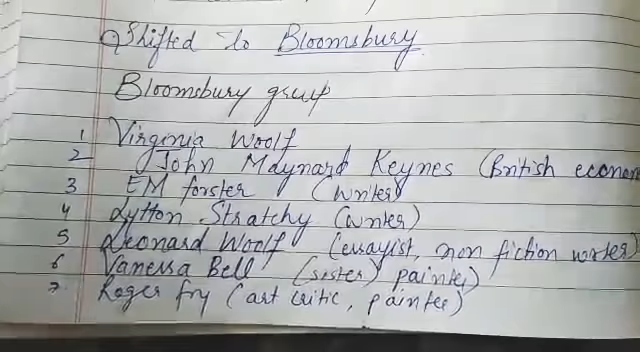 Shifted to Bloomsbury
Bloomsbury group
1 Virginia Woolf
2 John Maynard Keynes (British econom
3 EM forster (writer)
4 Lytton Stratchy (writer)
5 Leonard Woolf (essayist, non fiction writer)
6 Vanessa Bell (sister) painter)
7 Roger fry (art critic, painter)